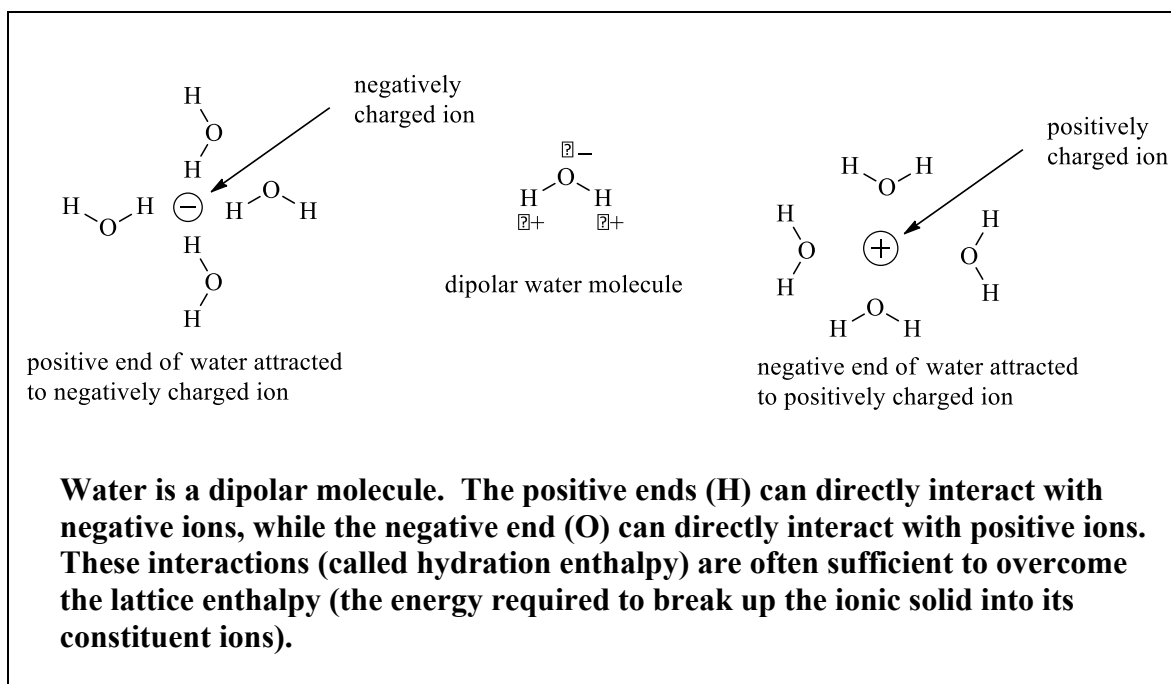 negatively
charged ion
H
O
H
H
O
H
H
O
H
H
O
H
positive end of water attracted
to negatively charged ion
−
⍰−
O
H
H
⍰+
⍰+
dipolar water molecule
positively
charged ion
H
O
H
H
O
H
H
O
H
H
O
H
+
negative end of water attracted
to positively charged ion
Water is a dipolar molecule. The positive ends (H) can directly interact with
negative ions, while the negative end (O) can directly interact with positive ions.
These interactions (called hydration enthalpy) are often sufficient to overcome
the lattice enthalpy (the energy required to break up the ionic solid into its
constituent ions).